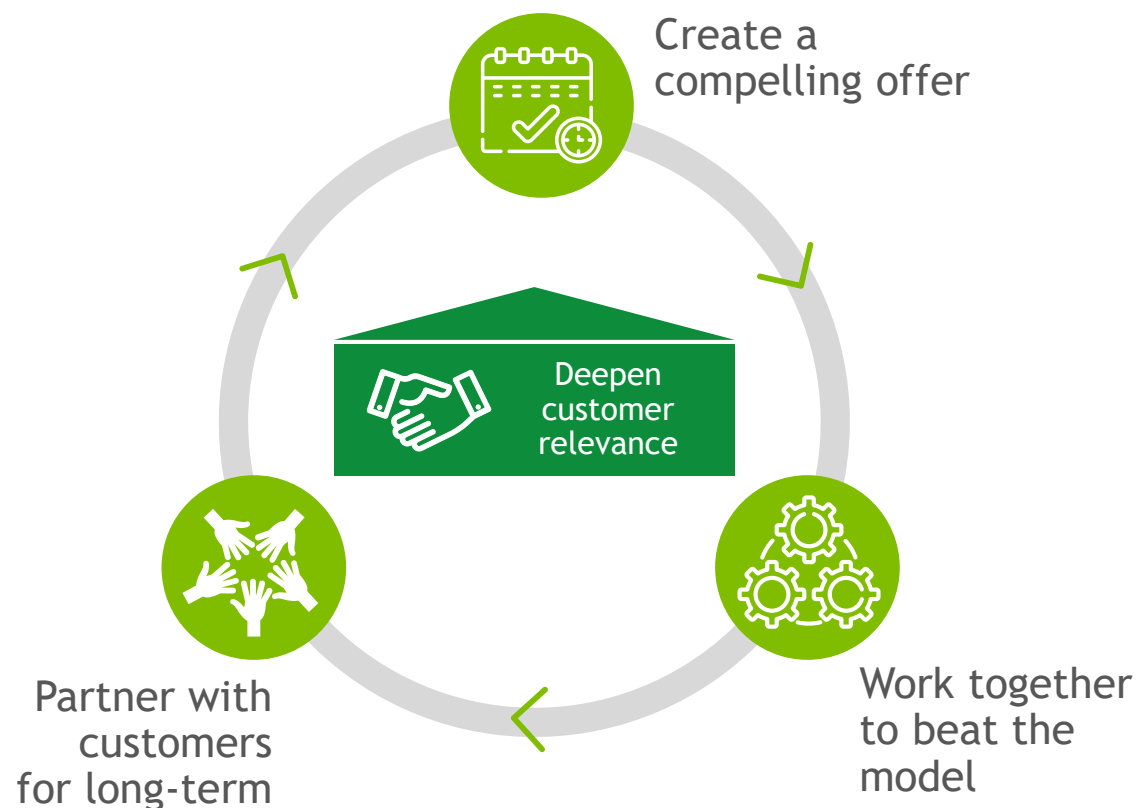 Create a
compelling offer
Deepen
customer
relevance
Work together
to beat the
model
Partner with
customers
for long-term